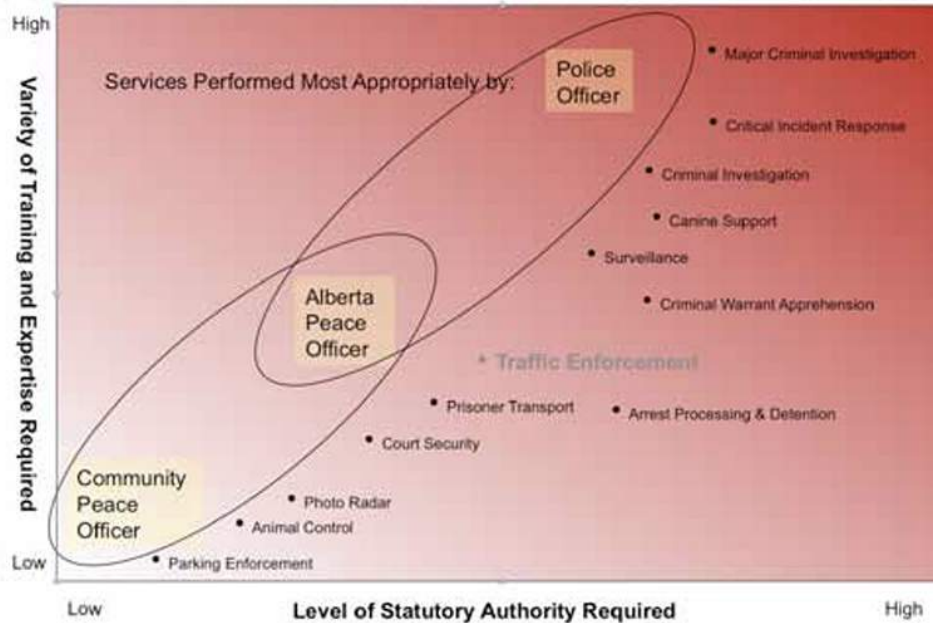 High
Variety of Training and Expertise Required
Services Performed Most Appropriately by:
Police
Officer
Major Criminal Investigation
Critical Incident Response
Criminal Investigation
Canine Support
Surveillance
Criminal Warrant Apprehension
Alberta
Peace
Officer
Traffic Enforcement
Prisoner Transport
Arrest Processing & Detention
Court Security
Community
Peace
Officer
Photo Radar
Animal Control
Parking Enforcement
Low
Low
Level of Statutory Authority Required
High